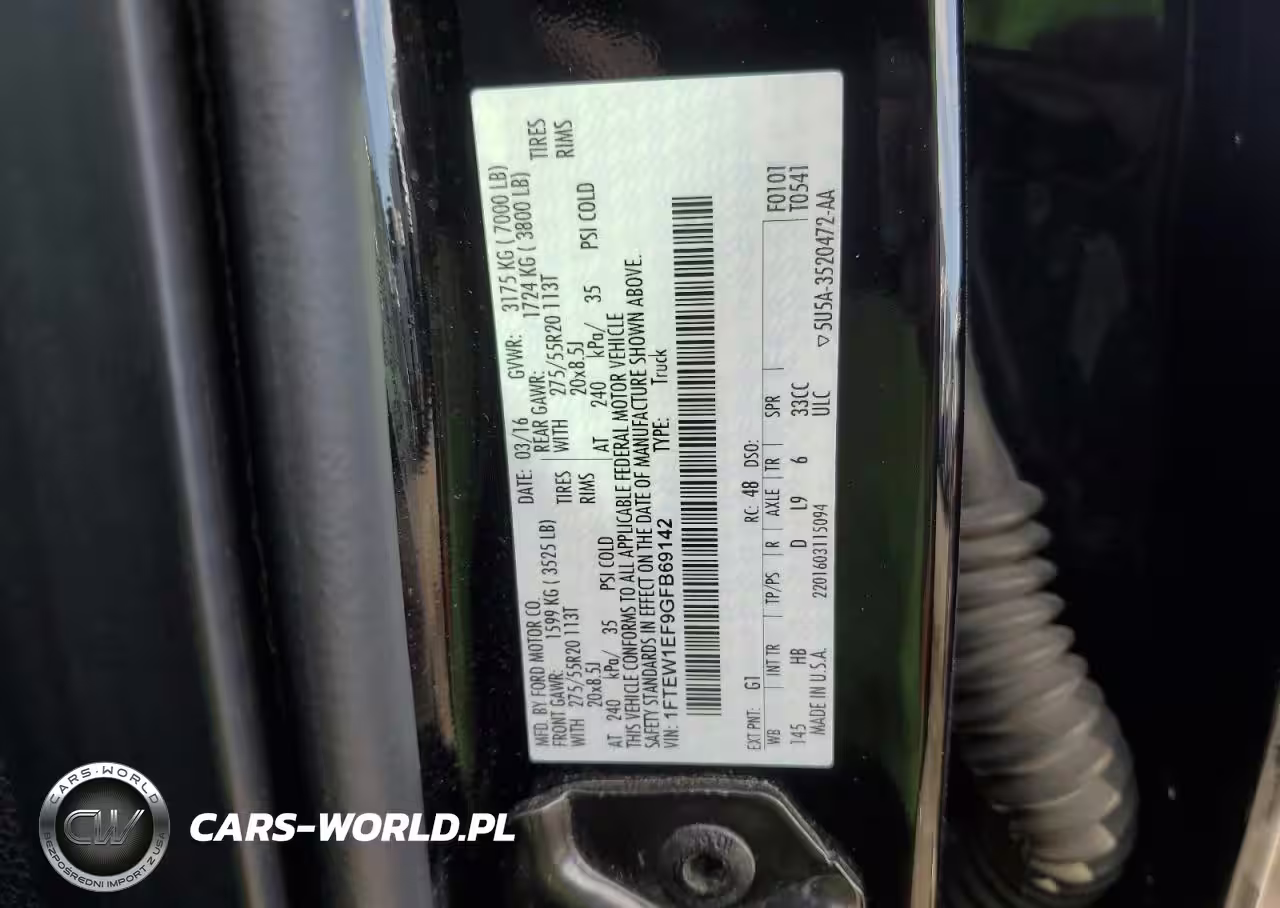 MFD. BY FORD MOTOR CO. DATE: 03/16 GVWR: 3175 KG ( 7000 LB)
FRONT GAWR: 1599 KG ( 3525 LB) REAR GAWR: 1724 KG ( 3800 LB)
WITH 275/55R20 113T TIRES WITH 275/55R20 113T TIRES
20x8.5J RIMS 20x8.5J RIMS
AT 240 kPa/ 35 PSI COLD AT 240 kPa/ 35 PSI COLD
THIS VEHICLE CONFORMS TO ALL APPLICABLE FEDERAL MOTOR VEHICLE
SAFETY STANDARDS IN EFFECT ON THE DATE OF MANUFACTURE SHOWN ABOVE.
VIN: 1FTEW1EF9GFB69142 TYPE: Truck
F0101
T0541
EXT PNT: G1 RC: 48 DSO:
WB INT TR TP/PS R AXLE TR SPR
145 HB D L9 6 33CC
ULC
MADE IN U.S.A. 2201603115094 ▽5U5A-3520472-AA
CARS-WORLD
CW
BEZPOŚREDNI IMPORT Z USA
CARS-WORLD.PL